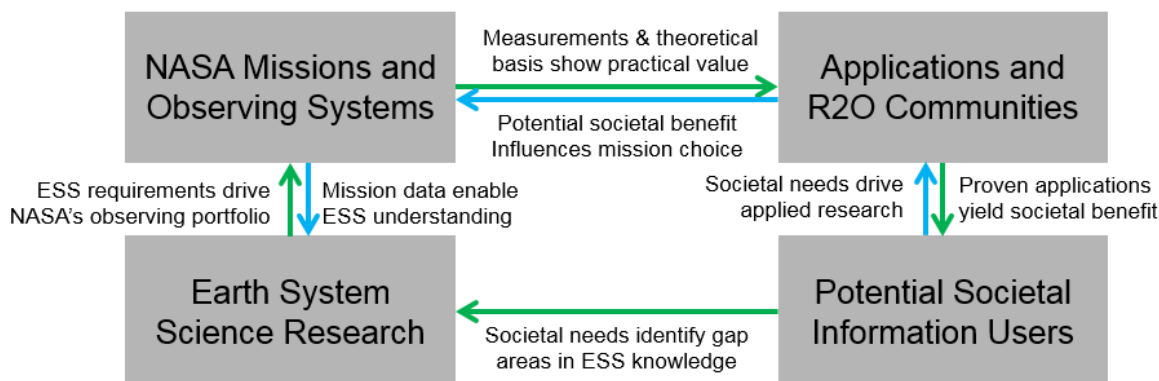 NASA Missions and
Observing Systems
Measurements & theoretical
basis show practical value
Potential societal benefit
Influences mission choice
Applications and
R2O Communities
ESS requirements drive
NASA's observing portfolio
Mission data enable
ESS understanding
Societal needs drive
applied research
Proven applications
yield societal benefit
Earth System
Science Research
Societal needs identify gap
areas in ESS knowledge
Potential Societal
Information Users